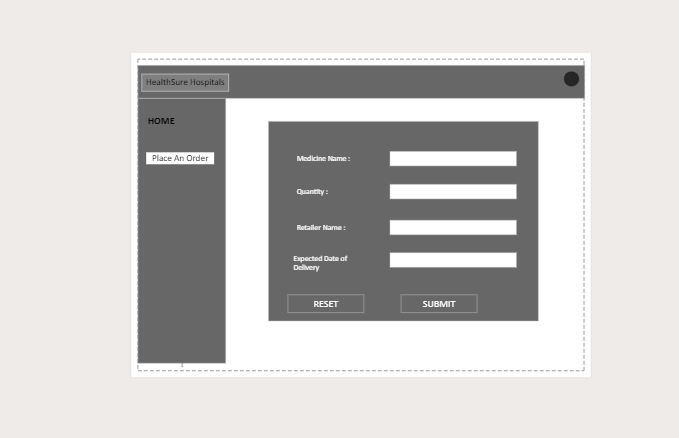 HealthSure Hospitals
HOME
Place An Order
Medicine Name :
Quantity :
Retailer Name :
Expected Date of
Delivery
RESET
SUBMIT